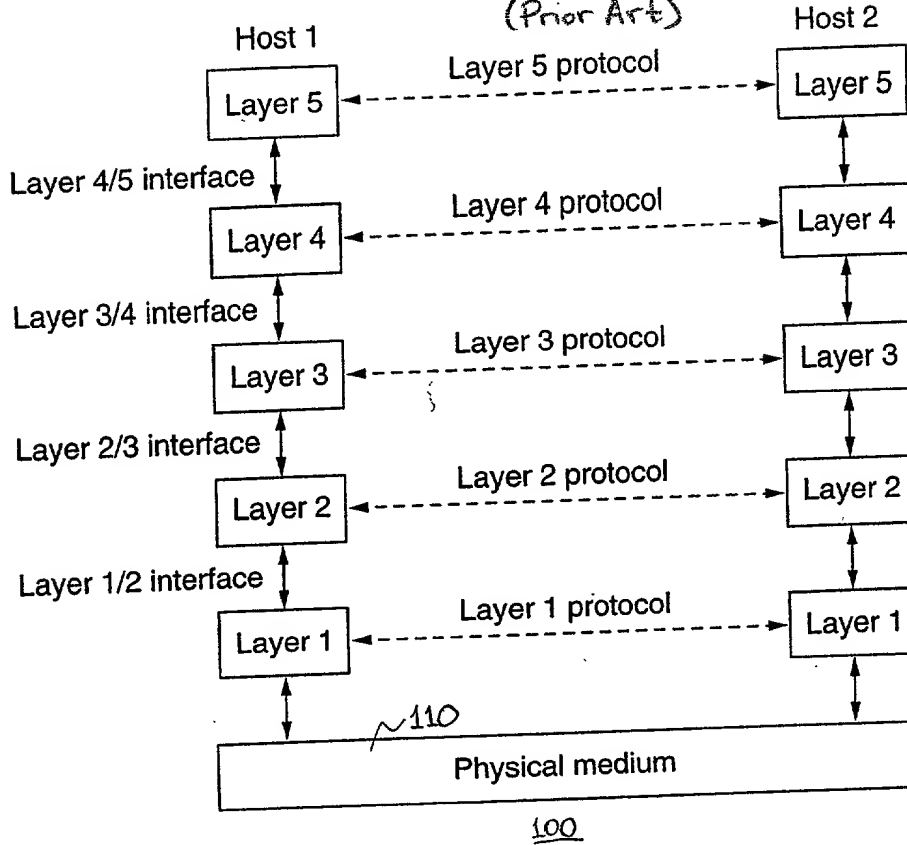 (Prior Art)
Host 1
Host 2
Layer 5 protocol
Layer 5
Layer 5
Layer 4/5 interface
Layer 4 protocol
Layer 4
Layer 4
Layer 3/4 interface
Layer 3 protocol
Layer 3
Layer 3
Layer 2/3 interface
Layer 2 protocol
Layer 2
Layer 2
Layer 1/2 interface
Layer 1 protocol
Layer 1
Layer 1
110
Physical medium
100